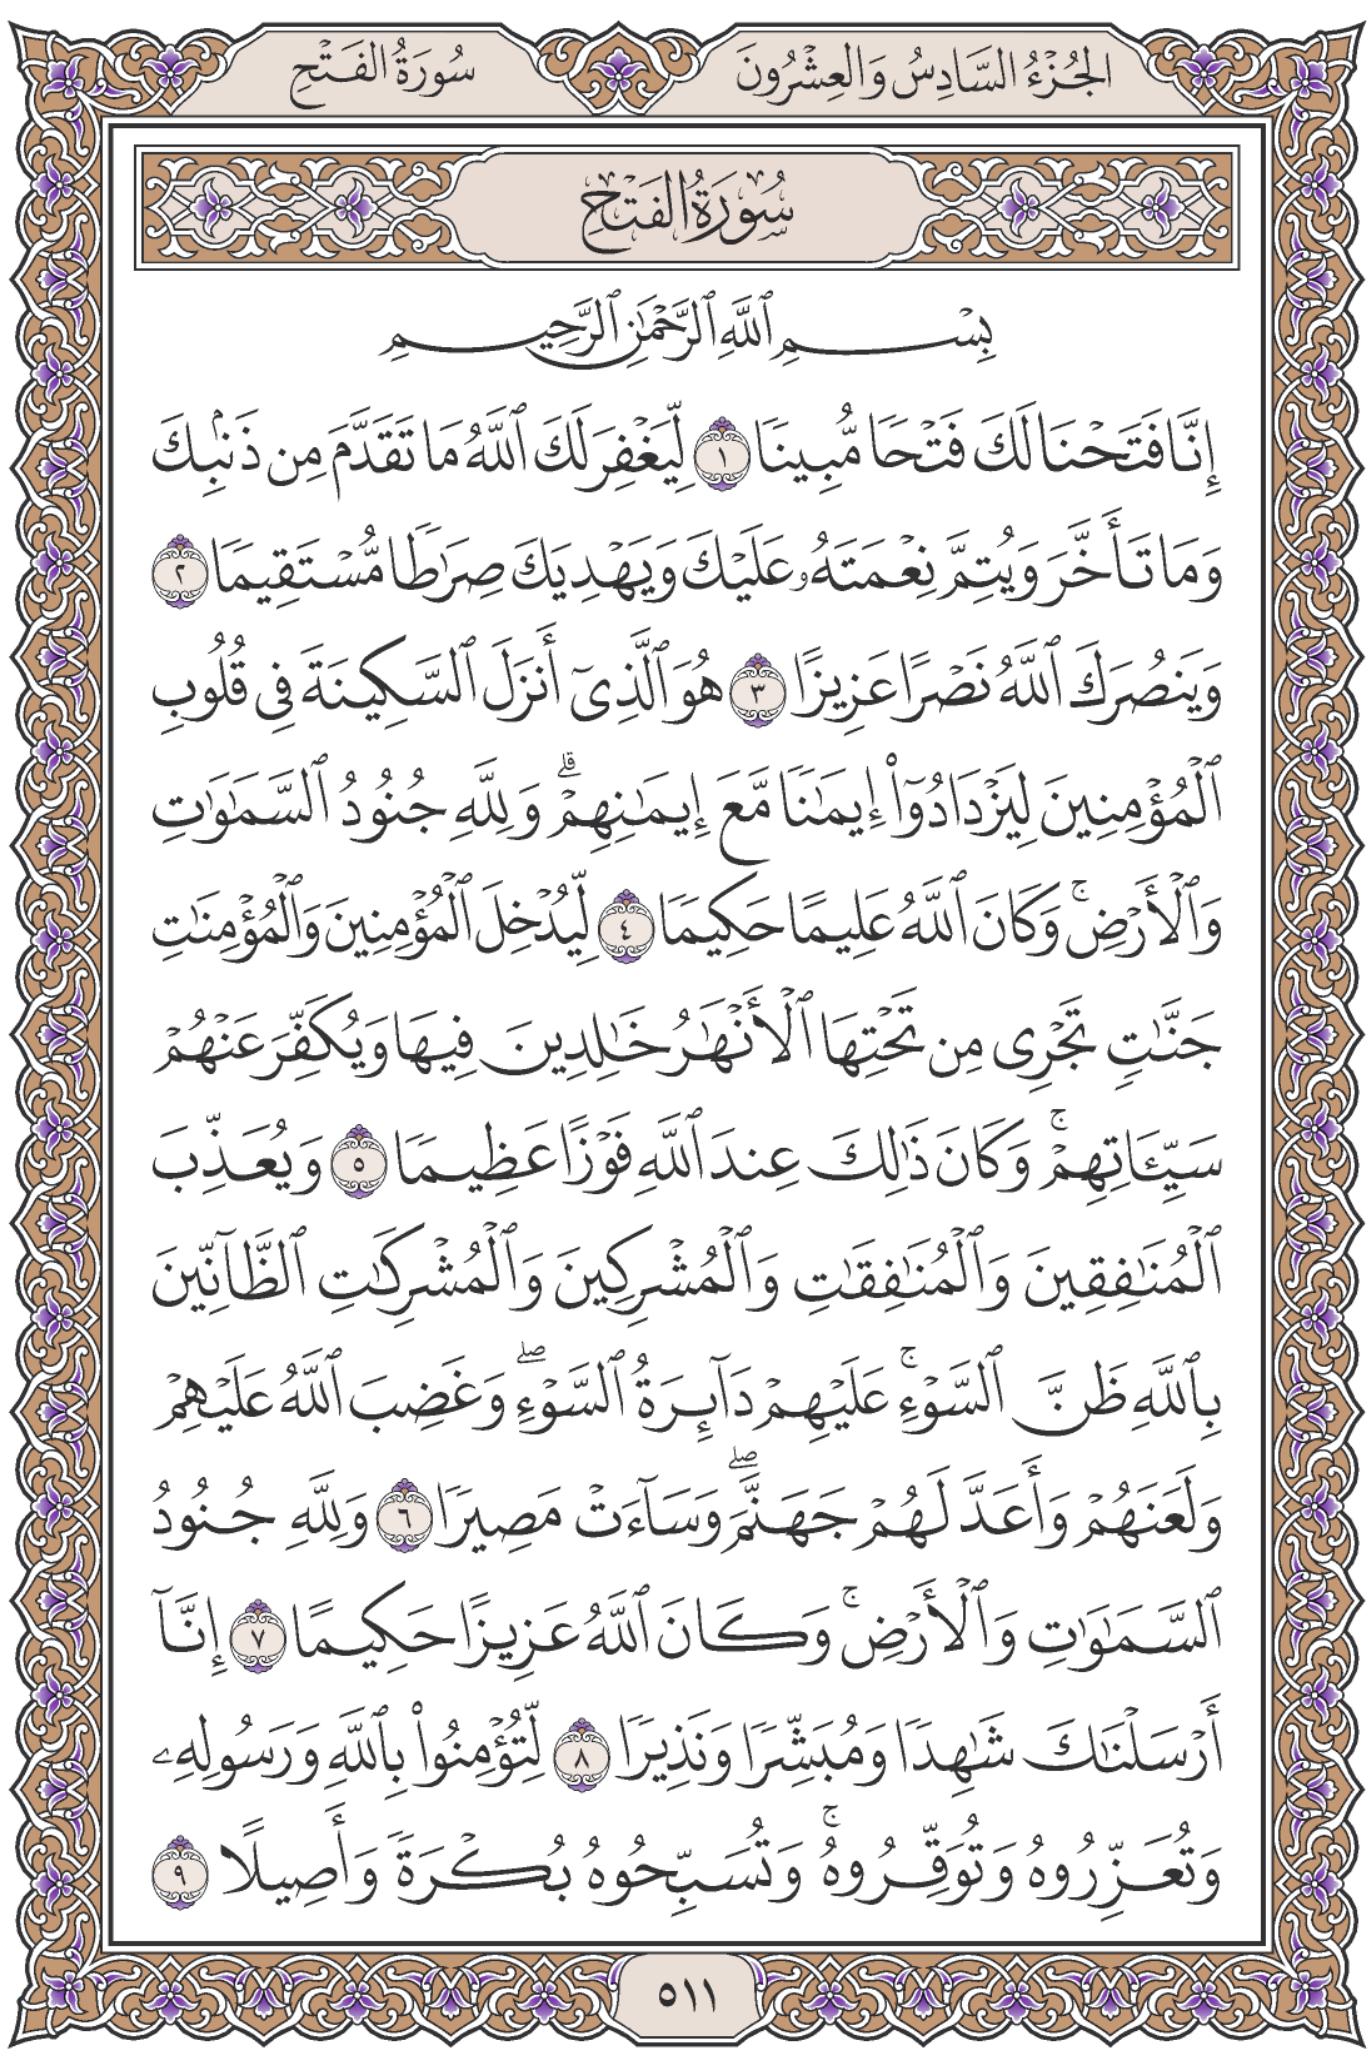 الجُزْءُ السَّادِسُ وَالعِشْرُونَ
سُورَةُ الفَتْحِ
سُورَةُ الفَتْحِ
بِسْمِ ٱللَّهِ ٱلرَّحْمَٰنِ ٱلرَّحِيمِ
إِنَّا فَتَحْنَا لَكَ فَتْحًا مُّبِينًا ١ لِّيَغْفِرَ لَكَ ٱللَّهُ مَا تَقَدَّمَ مِن ذَنۢبِكَ
وَمَا تَأَخَّرَ وَيُتِمَّ نِعْمَتَهُۥ عَلَيْكَ وَيَهْدِيَكَ صِرَٰطًا مُّسْتَقِيمًا ٢
وَيَنصُرَكَ ٱللَّهُ نَصْرًا عَزِيزًا ٣ هُوَ ٱلَّذِىٓ أَنزَلَ ٱلسَّكِينَةَ فِى قُلُوبِ
ٱلْمُؤْمِنِينَ لِيَزْدَادُوٓا۟ إِيمَٰنًا مَّعَ إِيمَٰنِهِمْ ۗ وَلِلَّهِ جُنُودُ ٱلسَّمَٰوَٰتِ
وَٱلْأَرْضِ ۚ وَكَانَ ٱللَّهُ عَلِيمًا حَكِيمًا ٤ لِّيُدْخِلَ ٱلْمُؤْمِنِينَ وَٱلْمُؤْمِنَٰتِ
جَنَّٰتٍ تَجْرِى مِن تَحْتِهَا ٱلْأَنْهَٰرُ خَٰلِدِينَ فِيهَا وَيُكَفِّرَ عَنْهُمْ
سَيِّـَٔاتِهِمْ ۚ وَكَانَ ذَٰلِكَ عِندَ ٱللَّهِ فَوْزًا عَظِيمًا ٥ وَيُعَذِّبَ
ٱلْمُنَٰفِقِينَ وَٱلْمُنَٰفِقَٰتِ وَٱلْمُشْرِكِينَ وَٱلْمُشْرِكَٰتِ ٱلظَّآنِّينَ
بِٱللَّهِ ظَنَّ ٱلسَّوْءِ ۚ عَلَيْهِمْ دَآئِرَةُ ٱلسَّوْءِ ۖ وَغَضِبَ ٱللَّهُ عَلَيْهِمْ
وَلَعَنَهُمْ وَأَعَدَّ لَهُمْ جَهَنَّمَ ۖ وَسَآءَتْ مَصِيرًا ٦ وَلِلَّهِ جُنُودُ
ٱلسَّمَٰوَٰتِ وَٱلْأَرْضِ ۚ وَكَانَ ٱللَّهُ عَزِيزًا حَكِيمًا ٧ إِنَّآ
أَرْسَلْنَٰكَ شَٰهِدًا وَمُبَشِّرًا وَنَذِيرًا ٨ لِّتُؤْمِنُوا۟ بِٱللَّهِ وَرَسُولِهِۦ
وَتُعَزِّرُوهُ وَتُوَقِّرُوهُ ۚ وَتُسَبِّحُوهُ بُكْرَةً وَأَصِيلًا ٩
٥١١